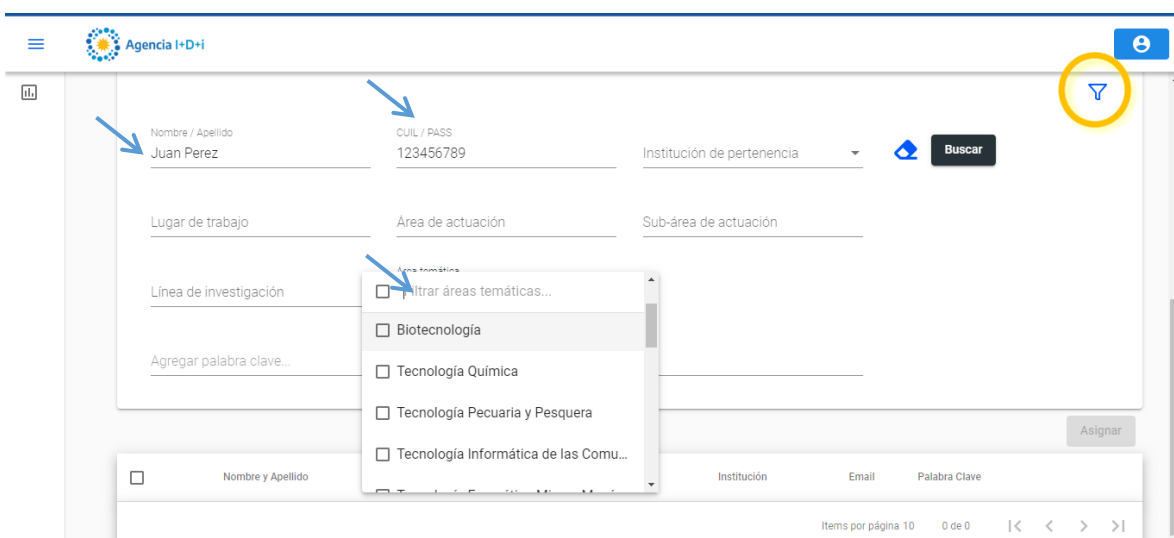 Agencia I+D+i
Nombre / Apellido
CUIL / PASS
Juan Perez
123456789
Institución de pertenencia
Buscar
Lugar de trabajo
Área de actuación
Sub-área de actuación
Área temática
Línea de investigación
Filtrar áreas temáticas...
Biotecnología
Agregar palabra clave...
Tecnología Química
Tecnología Pecuaria y Pesquera
Asignar
Tecnología Informática de las Comu...
Nombre y Apellido
Institución
Email
Palabra Clave
Items por página 10
0 de 0